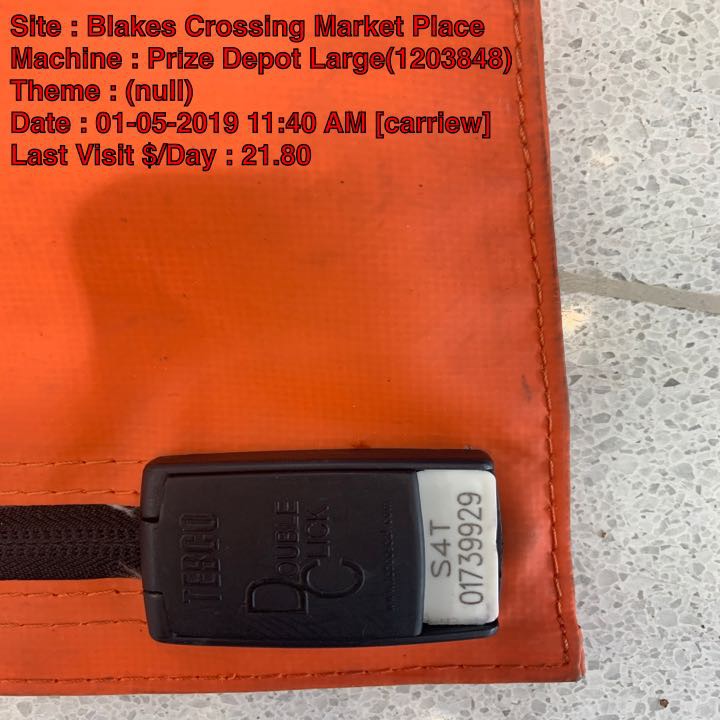 Site : Blakes Crossing Market Place
Machine : Prize Depot Large(1203848)
Theme : (null)
Date : 01-05-2019 11:40 AM [carriew]
Last Visit $/Day : 21.80
DOUBLE
CLICK
S4T
01739929